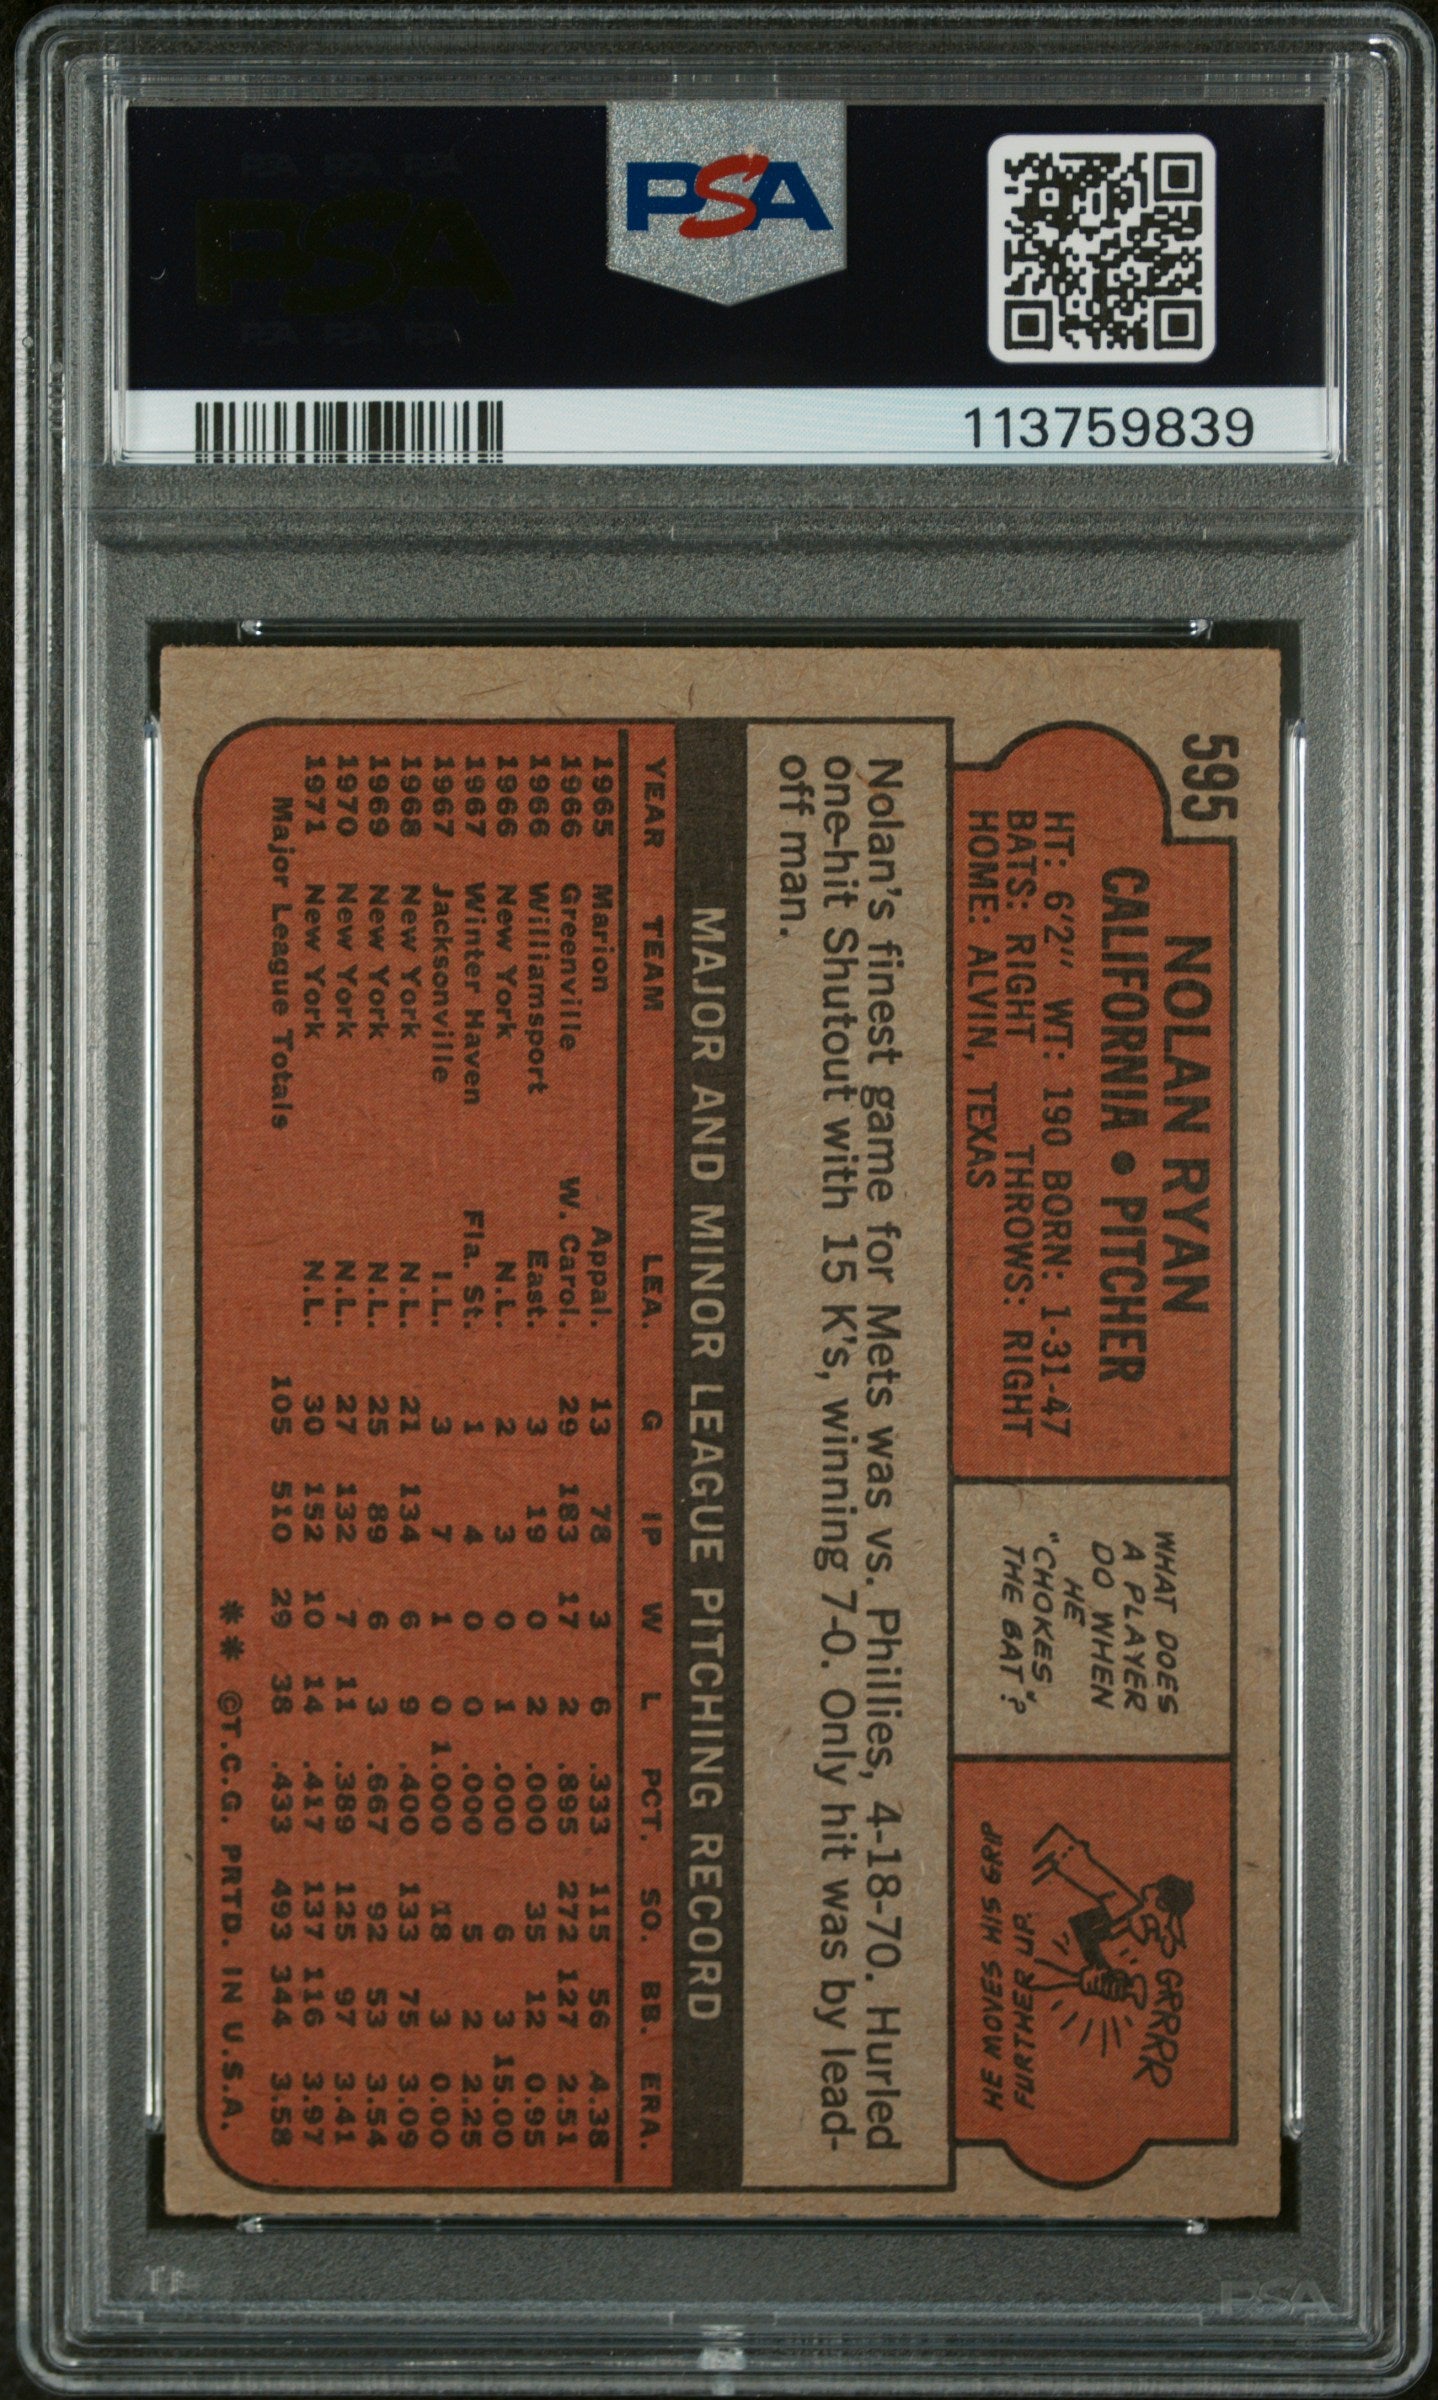 PSA PSA PSA
PSA
PSA PSA PSA
PSA
113759839
595
NOLAN RYAN
CALIFORNIA • PITCHER
HT: 6'2" WT: 190 BORN: 1-31-47
BATS: RIGHT THROWS: RIGHT
HOME: ALVIN, TEXAS
WHAT DOES
A PLAYER
DO WHEN
HE
"CHOKES"
THE BAT?
GRRRR
HE MOVES HIS GRIP
FURTHER UP.
Nolan's finest game for Mets was vs. Phillies, 4-18-70. Hurled
one-hit Shutout with 15 K's, winning 7-0. Only hit was by lead-
off man.
MAJOR AND MINOR LEAGUE PITCHING RECORD
YEAR TEAM LEA. G IP W L PCT. SO. BB. ERA.
1965 Marion Appal. 13 78 3 6 .333 115 56 4.38
1966 Greenville W. Carol. 29 183 17 2 .895 272 127 2.51
1966 Williamsport East. 3 19 0 2 .000 35 12 0.95
1966 New York N.L. 2 3 0 1 .000 6 3 15.00
1967 Winter Haven Fla. St. 1 4 0 0 .000 5 2 2.25
1967 Jacksonville I.L. 3 7 1 0 1.000 18 3 0.00
1968 New York N.L. 21 134 6 9 .400 133 75 3.09
1969 New York N.L. 25 89 6 3 .667 92 53 3.54
1970 New York N.L. 27 132 7 11 .389 125 97 3.41
1971 New York N.L. 30 152 10 14 .417 137 116 3.97
Major League Totals 105 510 29 38 .433 493 344 3.58
** ©T.C.G. PRTD. IN U.S.A.
PSA